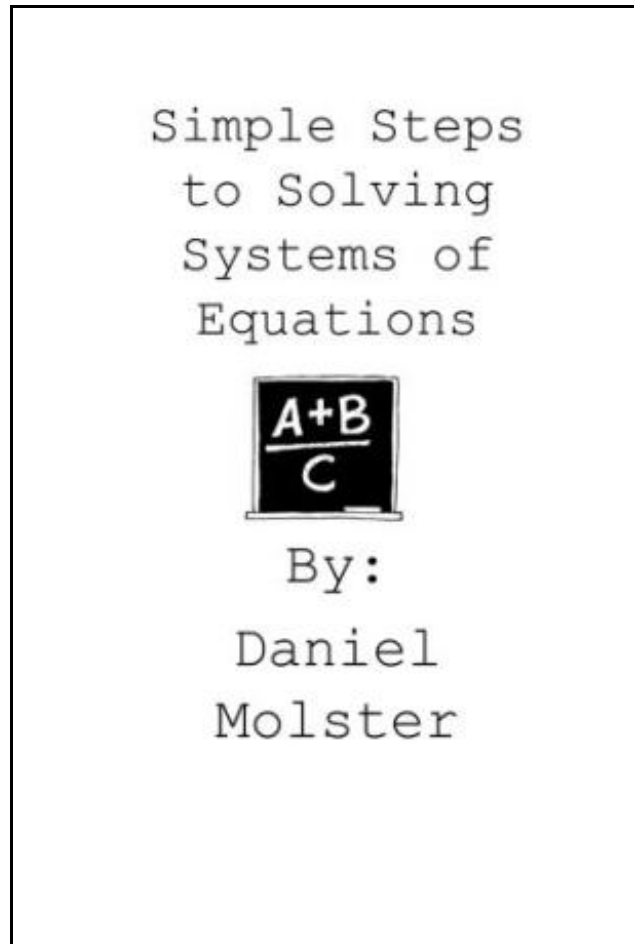 Simple Steps
to Solving
Systems of
Equations
A+B
C
By:
Daniel
Molster